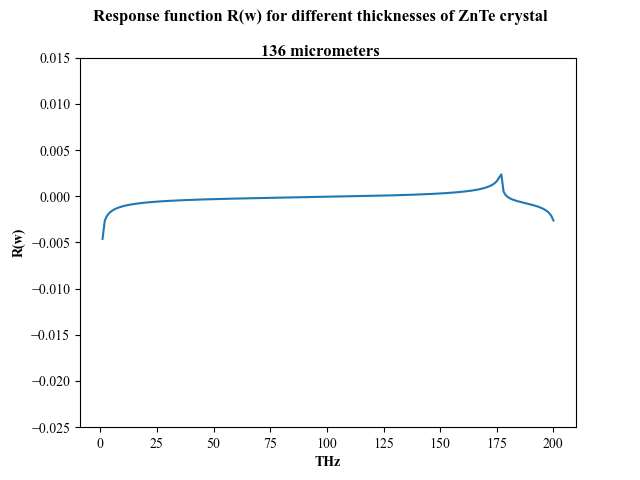 Response function R(w) for different thicknesses of ZnTe crystal
136 micrometers
0.015
0.010
0.005
0.000
−0.005
−0.010
−0.015
−0.020
−0.025
R(w)
0 25 50 75 100 125 150 175 200
THz